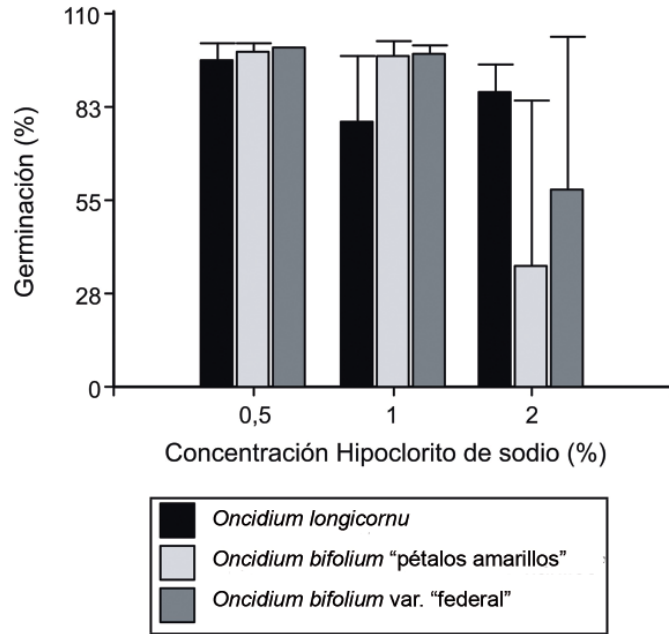 110
83
55
28
0
Germinación (%)
0,5 1 2
Concentración Hipoclorito de sodio (%)
Oncidium longicornu
Oncidium bifolium “pétalos amarillos”
Oncidium bifolium var. “federal”